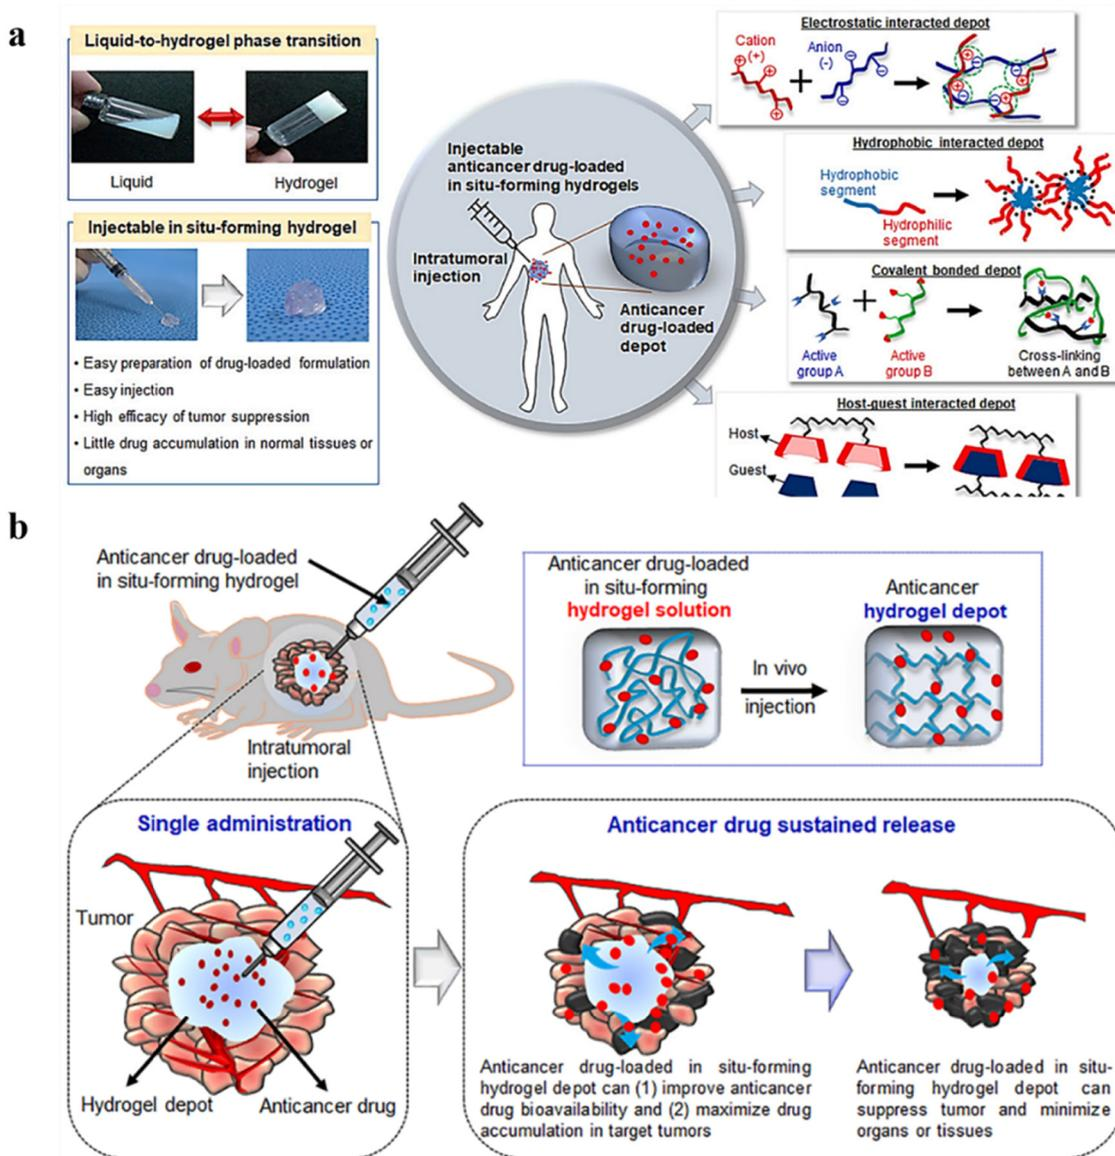 a
Liquid-to-hydrogel phase transition
Liquid
Hydrogel
Injectable in situ-forming hydrogel
• Easy preparation of drug-loaded formulation
• Easy injection
• High efficacy of tumor suppression
• Little drug accumulation in normal tissues or
organs
Injectable
anticancer drug-loaded
in situ-forming hydrogels
Intratumoral
injection
Anticancer
drug-loaded
depot
Electrostatic interacted depot
Cation
(+)
Anion
(-)
Hydrophobic interacted depot
Hydrophobic
segment
Hydrophilic
segment
Covalent bonded depot
Active
group A
Active
group B
Cross-linking
between A and B
Host-guest interacted depot
Host
Guest
b
Anticancer drug-loaded
in situ-forming hydrogel
Intratumoral
injection
Anticancer drug-loaded
in situ-forming
hydrogel solution
In vivo
injection
Anticancer
hydrogel depot
Single administration
Tumor
Hydrogel depot
Anticancer drug
Anticancer drug sustained release
Anticancer drug-loaded in situ-forming
hydrogel depot can (1) improve anticancer
drug bioavailability and (2) maximize drug
accumulation in target tumors
Anticancer drug-loaded in situ-
forming hydrogel depot can
suppress tumor and minimize
organs or tissues